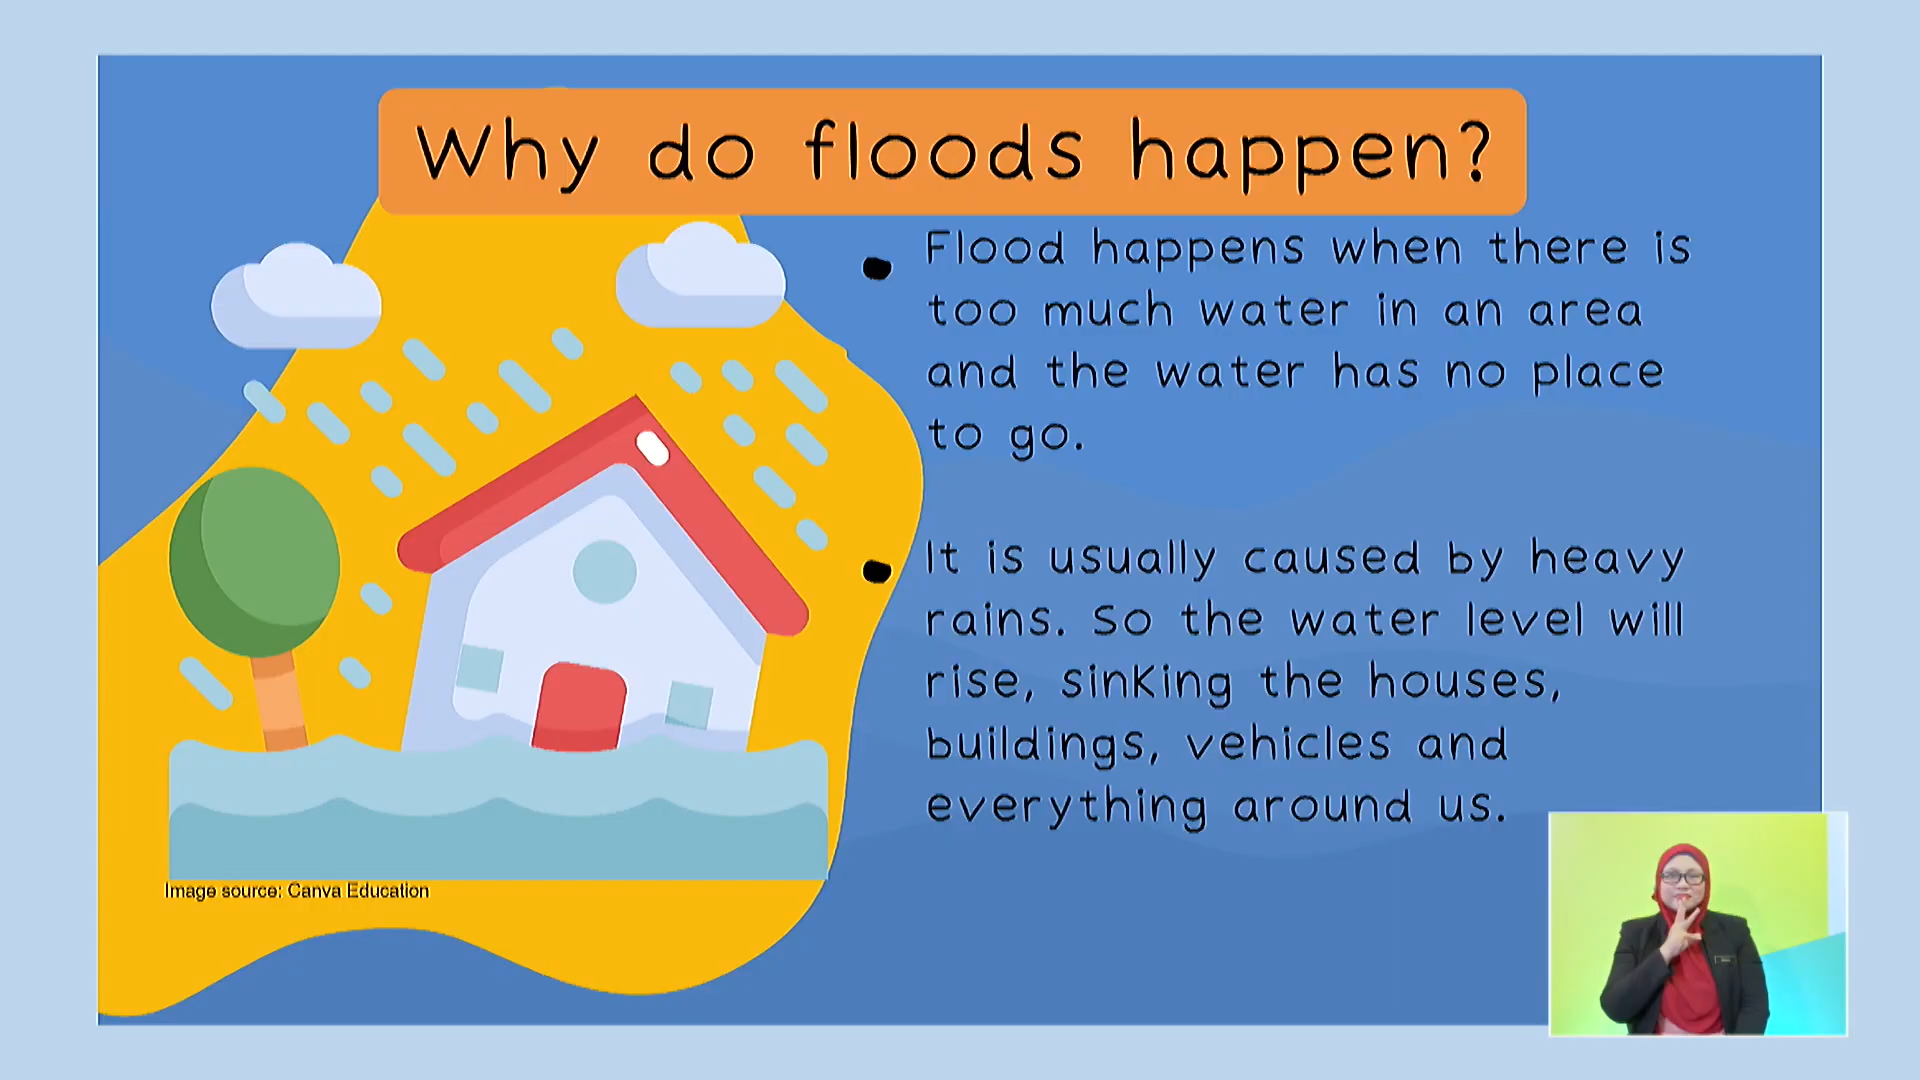 Why do floods happen?
Flood happens when there is
too much water in an area
and the water has no place
to go.
It is usually caused by heavy
rains. So the water level will
rise, sinking the houses,
buildings, vehicles and
everything around us.
Image source: Canva Education